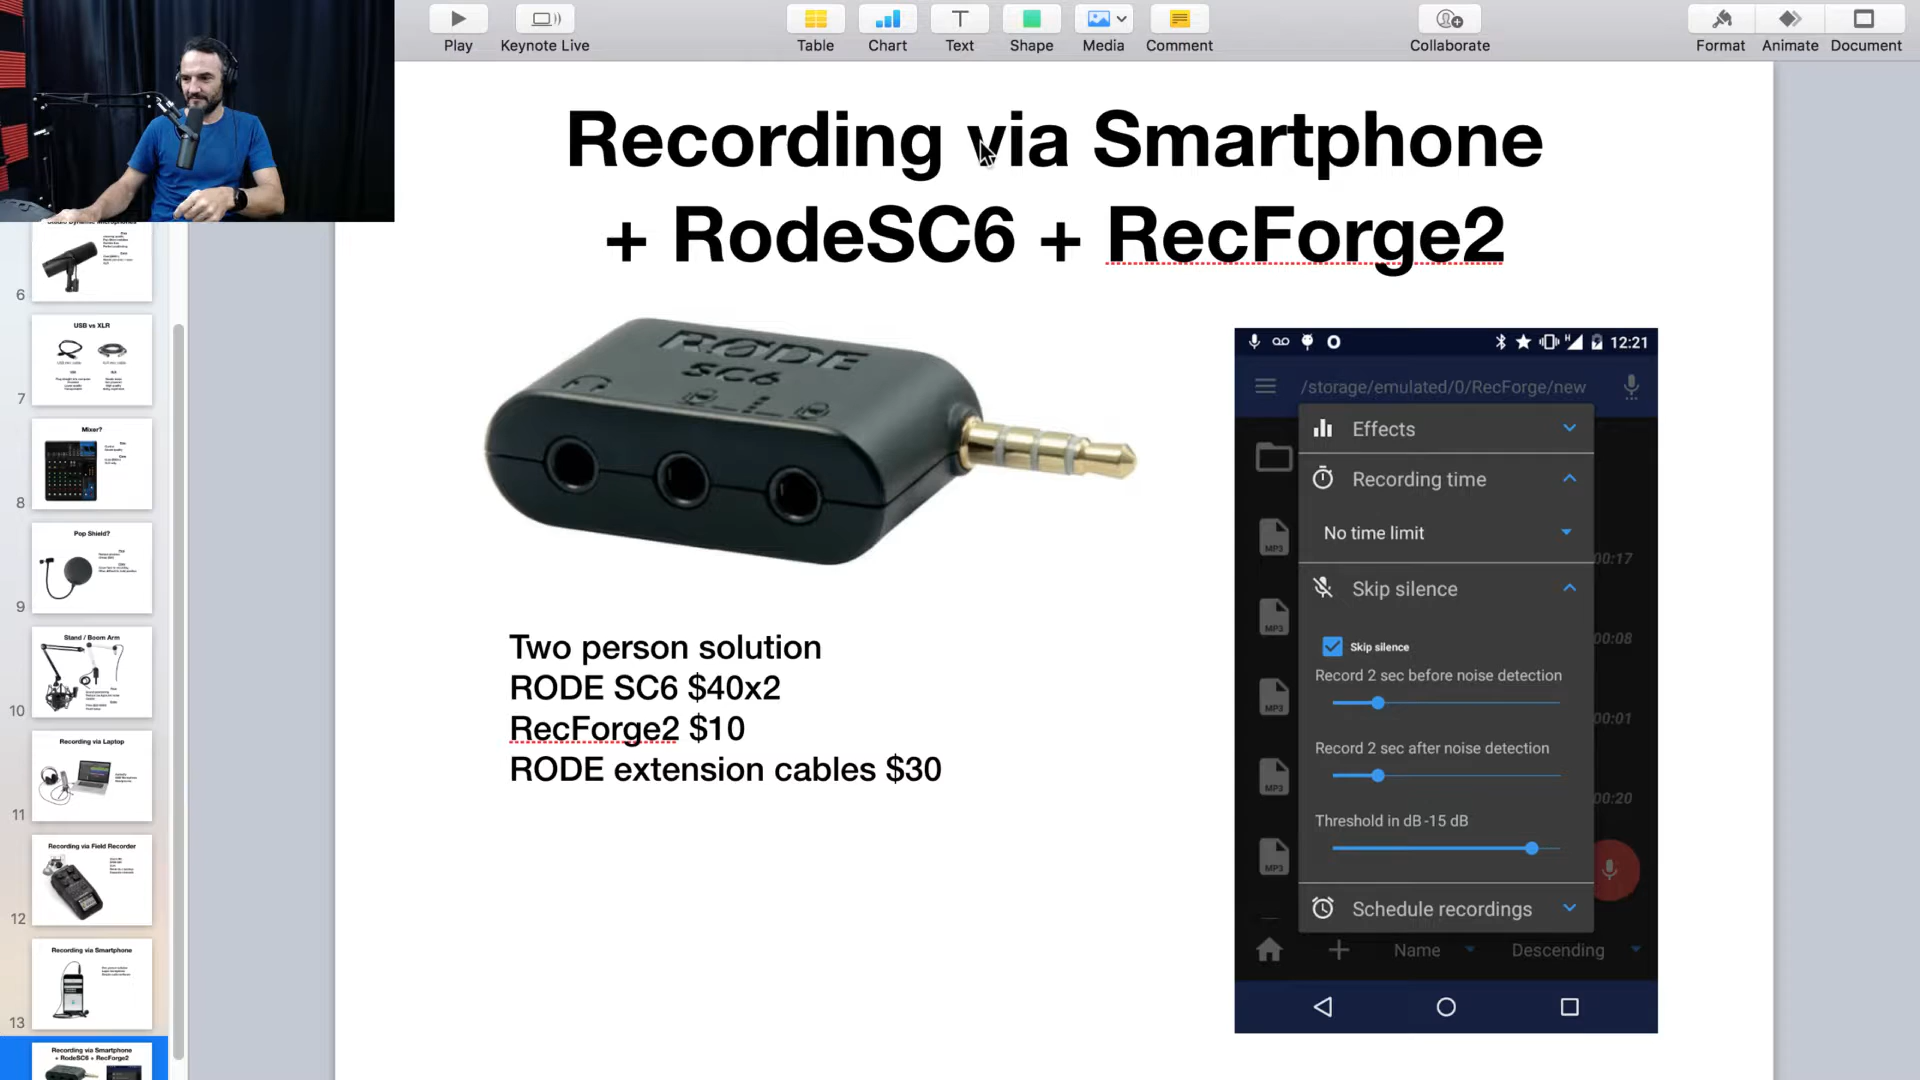 Play
Keynote Live
Table
Chart
Text
Shape
Media
Comment
Collaborate
Format
Animate
Document
6
USB vs XLR
7
Mixer?
8
Pop Shield?
9
Stand / Boom Arm
10
Recording via Laptop
11
Recording via Field Recorder
12
Recording via Smartphone
13
Recording via Smartphone
+ RodeSC6 + RecForge2
Recording via Smartphone
+ RodeSC6 + RecForge2
RØDE
SC6
Two person solution
RODE SC6 $40x2
RecForge2 $10
RODE extension cables $30
12:21
/storage/emulated/0/RecForge/new
Effects
Recording time
No time limit
Skip silence
Skip silence
Record 2 sec before noise detection
Record 2 sec after noise detection
Threshold in dB -15 dB
Schedule recordings
MP3
00:17
MP3
00:08
MP3
00:01
MP3
00:20
MP3
Name
Descending